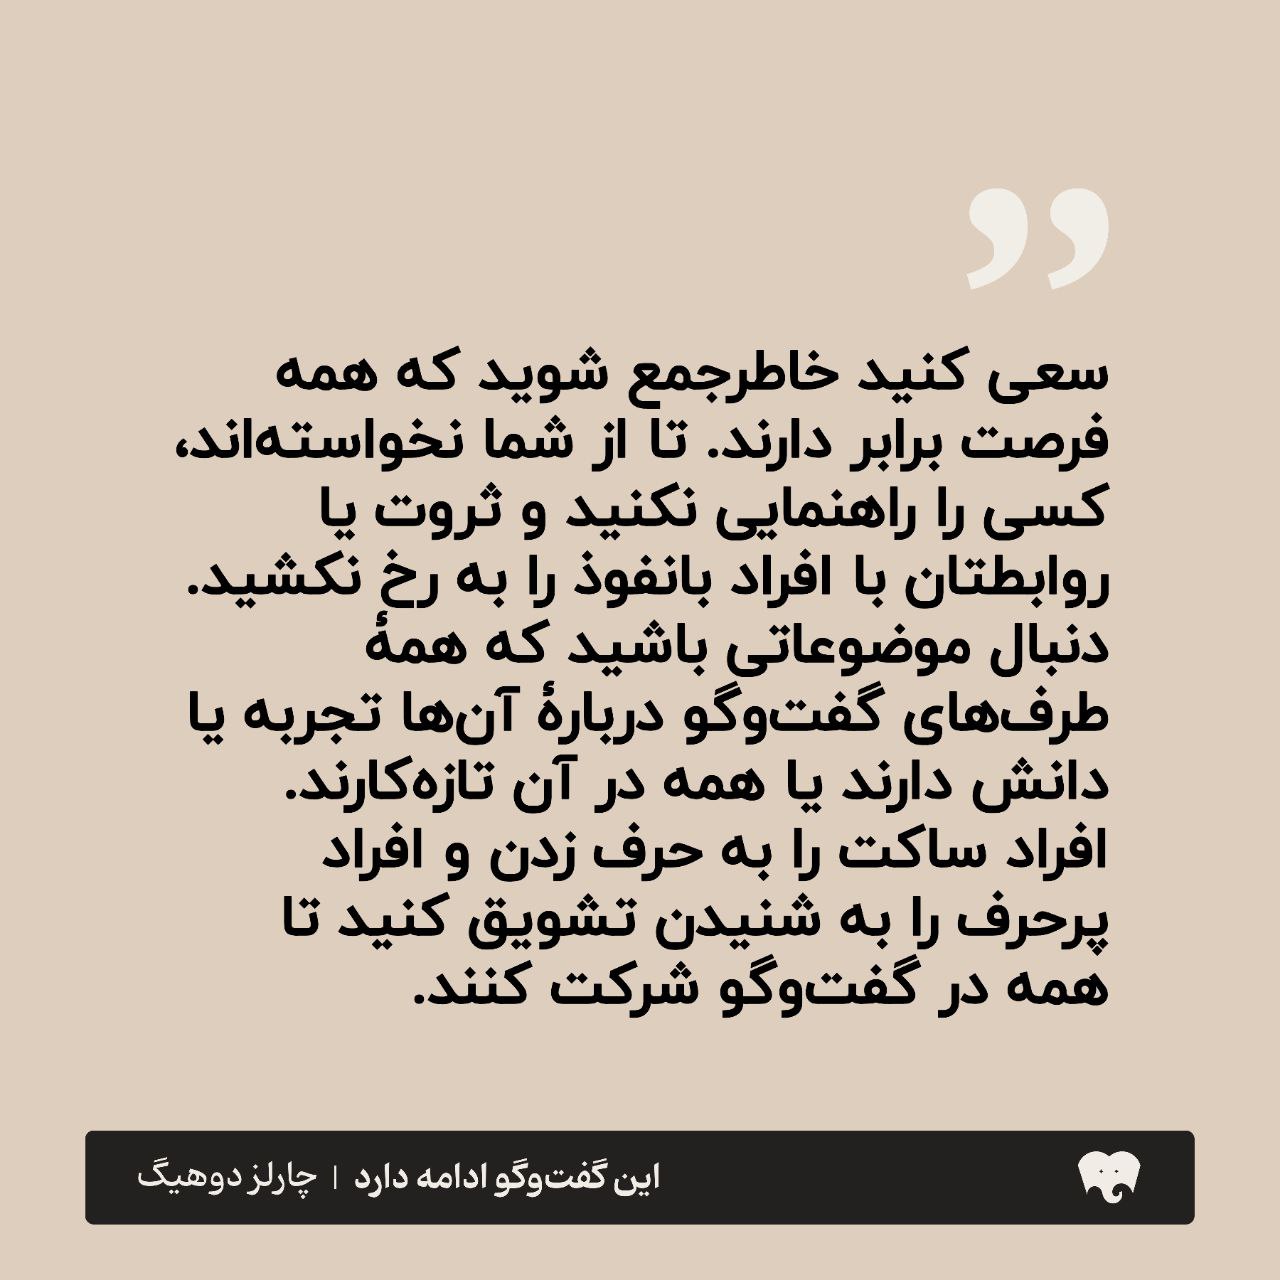 ”
سعی کنید خاطرجمع شوید که همه
فرصت برابر دارند. تا از شما نخواسته‌اند،
کسی را راهنمایی نکنید و ثروت یا
روابطتان با افراد بانفوذ را به رخ نکشید.
دنبال موضوعاتی باشید که همهٔ
طرف‌های گفت‌وگو دربارهٔ آن‌ها تجربه یا
دانش دارند یا همه در آن تازه‌کارند.
افراد ساکت را به حرف زدن و افراد
پرحرف را به شنیدن تشویق کنید تا
همه در گفت‌وگو شرکت کنند.
این گفت‌وگو ادامه دارد | چارلز دوهیگ